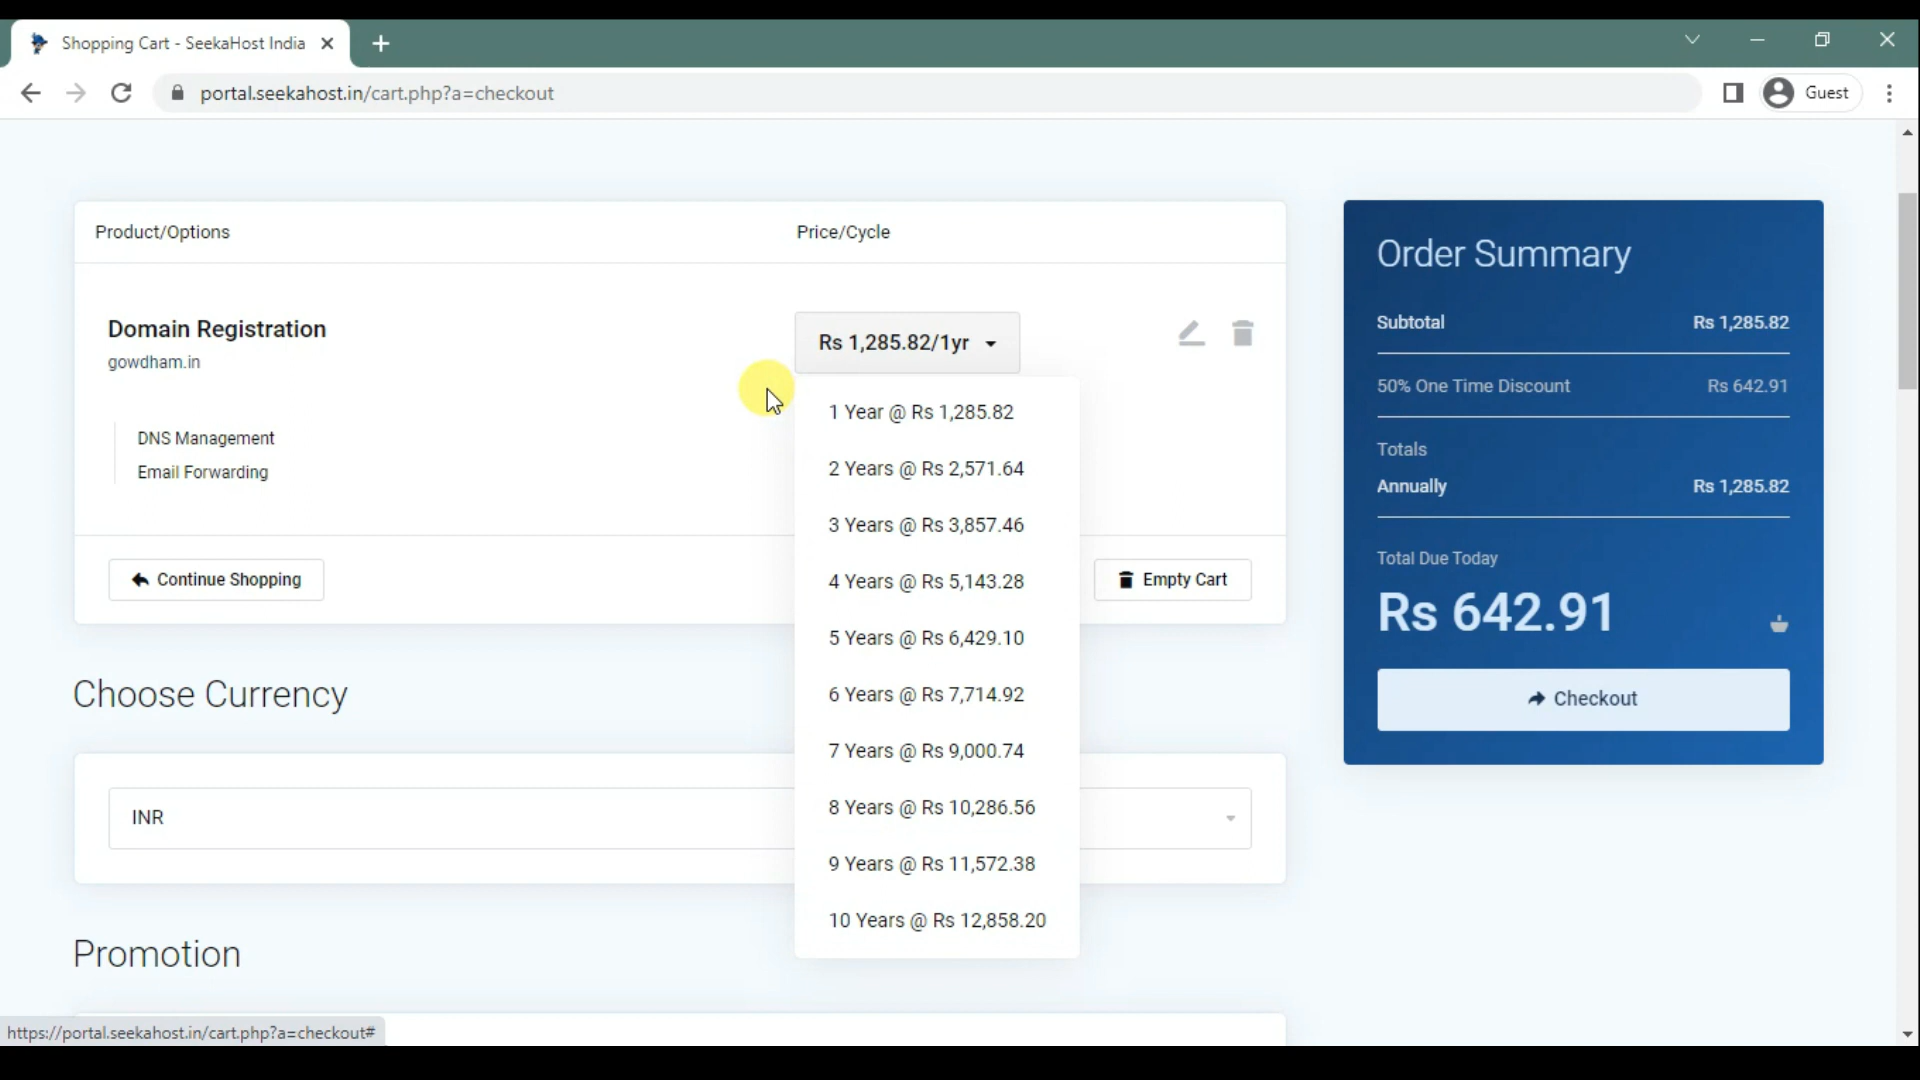 Shopping Cart - SeekaHost India
portal.seekahost.in/cart.php?a=checkout
Guest
Product/Options
Price/Cycle
Domain Registration
gowdham.in
DNS Management
Email Forwarding
Rs 1,285.82/1yr
1 Year @ Rs 1,285.82
2 Years @ Rs 2,571.64
3 Years @ Rs 3,857.46
4 Years @ Rs 5,143.28
5 Years @ Rs 6,429.10
6 Years @ Rs 7,714.92
7 Years @ Rs 9,000.74
8 Years @ Rs 10,286.56
9 Years @ Rs 11,572.38
10 Years @ Rs 12,858.20
Continue Shopping
Empty Cart
Choose Currency
INR
Promotion
Order Summary
Subtotal Rs 1,285.82
50% One Time Discount Rs 642.91
Totals
Annually Rs 1,285.82
Total Due Today
Rs 642.91
Checkout
https://portal.seekahost.in/cart.php?a=checkout#